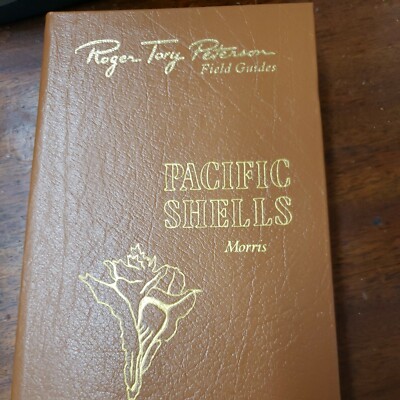 Roger Tory Peterson
Field Guides
PACIFIC
SHELLS
Morris